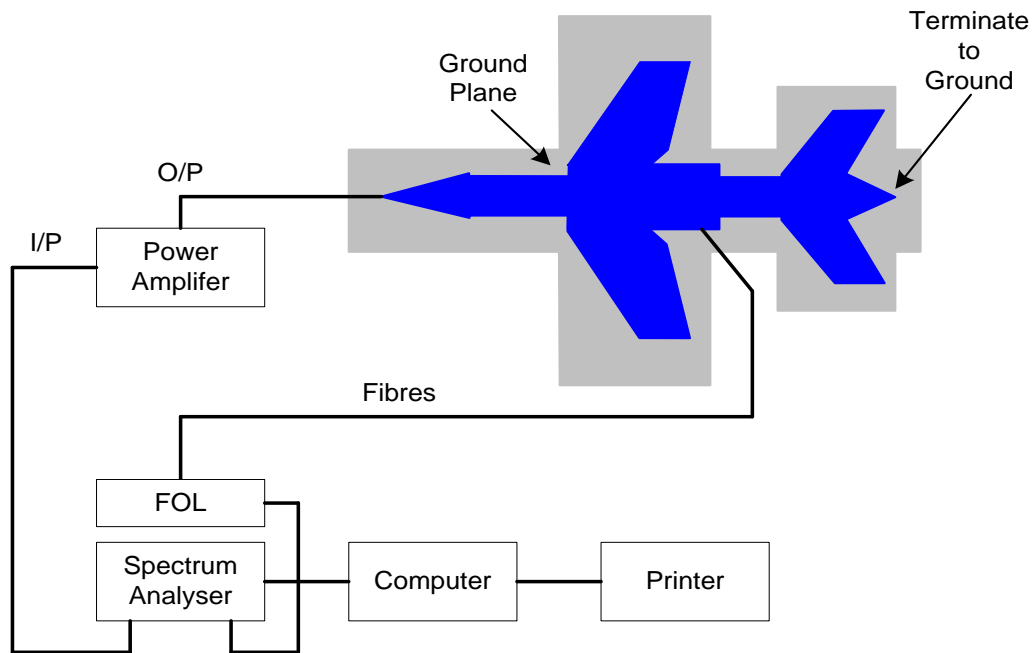 Terminate
to
Ground
Ground
Plane
O/P
I/P
Power
Amplifer
Fibres
FOL
Spectrum
Analyser
Computer
Printer